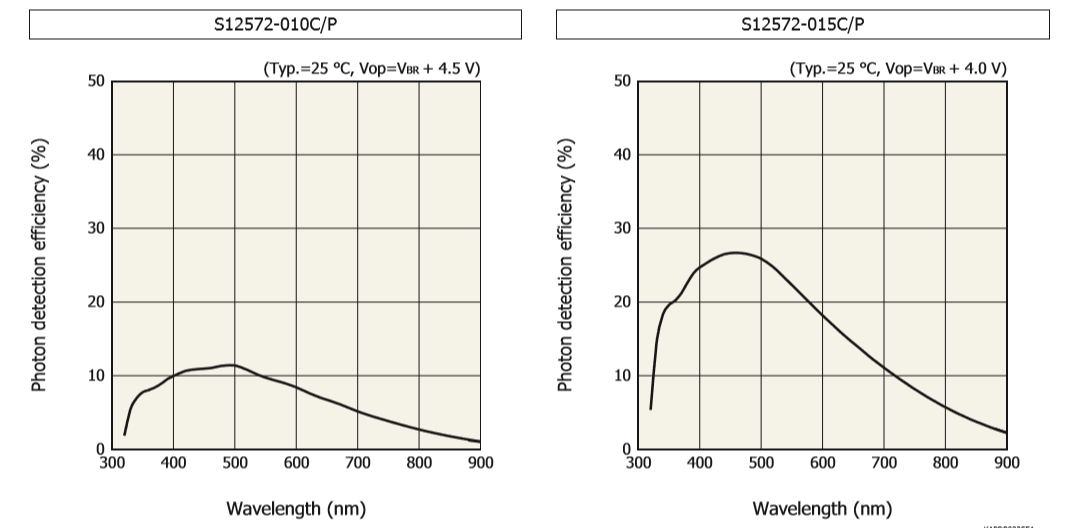 S12572-010C/P
(Typ.=25 ºC, Vop=VBR + 4.5 V)
Photon detection efficiency (%)
50
40
30
20
10
0
300 400 500 600 700 800 900
Wavelength (nm)
S12572-015C/P
(Typ.=25 ºC, Vop=VBR + 4.0 V)
Photon detection efficiency (%)
50
40
30
20
10
0
300 400 500 600 700 800 900
Wavelength (nm)